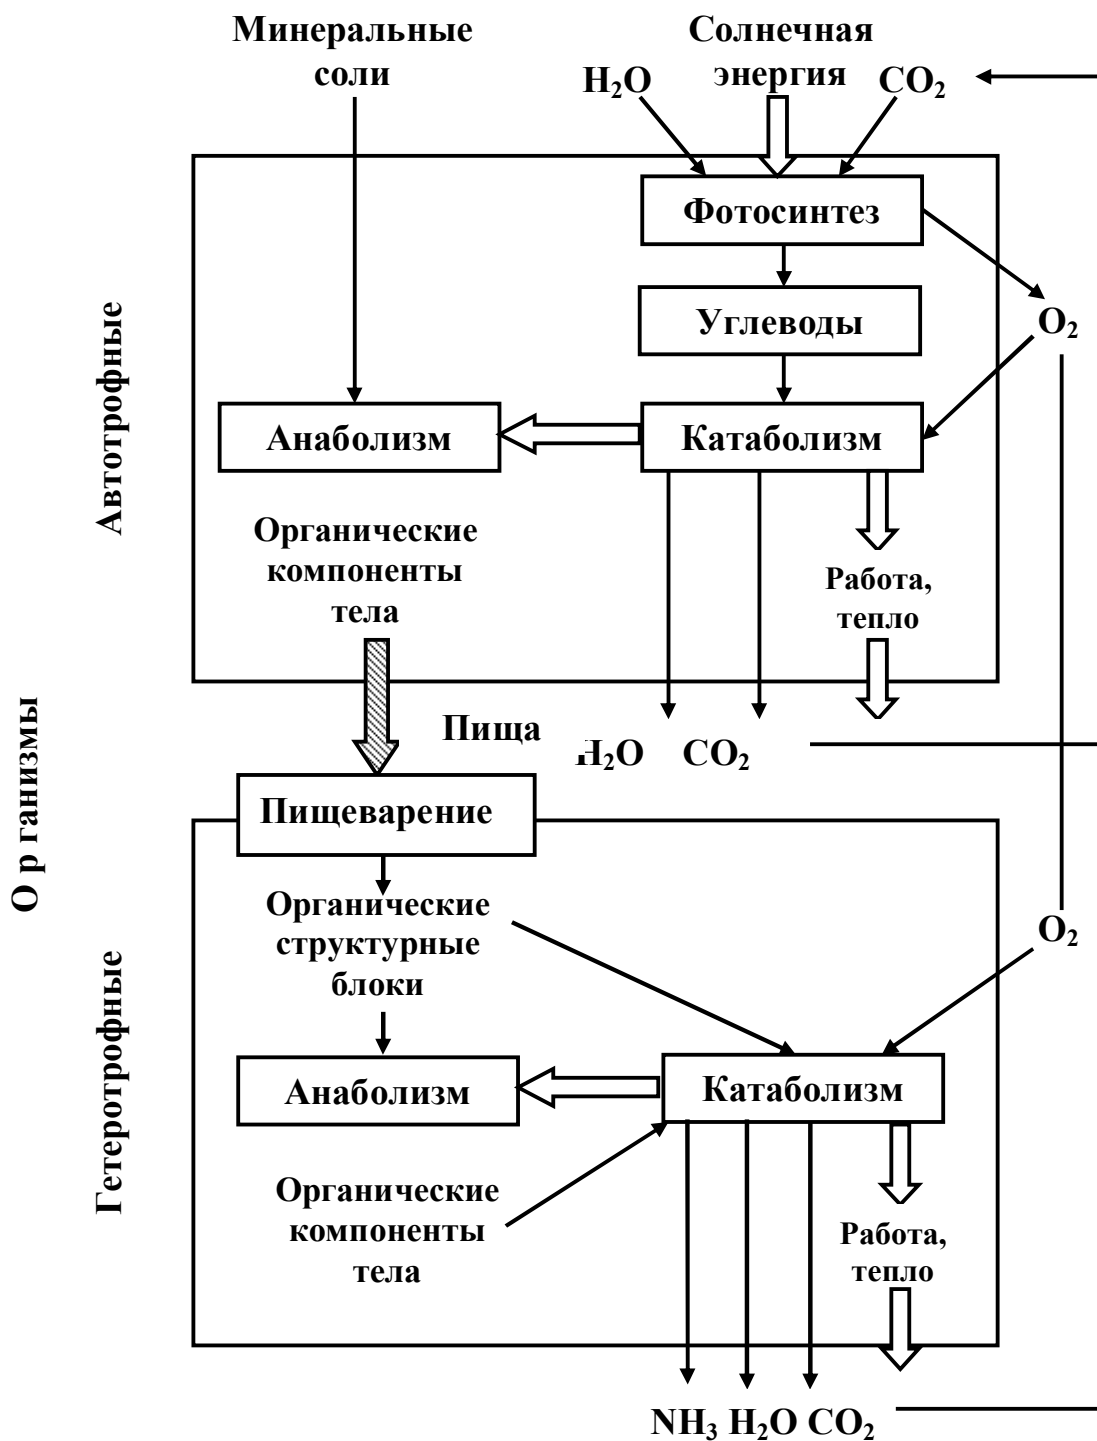 Минеральные
соли
Солнечная
энергия
H₂O
CO₂
Фотосинтез
O₂
Углеводы
Анаболизм
Катаболизм
Органические
компоненты
тела
Работа,
тепло
Автотрофные
Организмы
Пища
H₂O CO₂
Пищеварение
Органические
структурные
блоки
O₂
Анаболизм
Катаболизм
Органические
компоненты
тела
Работа,
тепло
Гетеротрофные
NH₃ H₂O CO₂